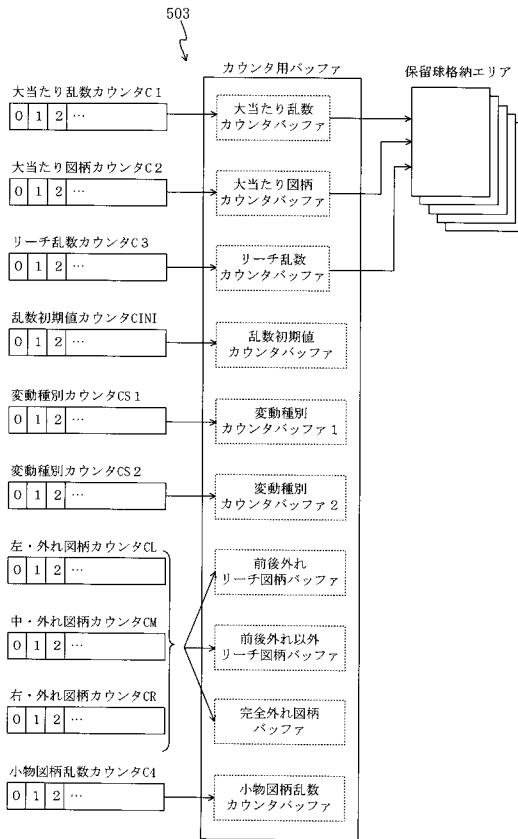 503
カウンタ用バッファ
保留球格納エリア
大当たり乱数カウンタC1
0 1 2 …
大当たり乱数
カウンタバッファ
大当たり図柄カウンタC2
0 1 2 …
大当たり図柄
カウンタバッファ
リーチ乱数カウンタC3
0 1 2 …
リーチ乱数
カウンタバッファ
乱数初期値カウンタCINI
0 1 2 …
乱数初期値
カウンタバッファ
変動種別カウンタCS1
0 1 2 …
変動種別
カウンタバッファ1
変動種別カウンタCS2
0 1 2 …
変動種別
カウンタバッファ2
左・外れ図柄カウンタCL
0 1 2 …
前後外れ
リーチ図柄バッファ
中・外れ図柄カウンタCM
0 1 2 …
前後外れ以外
リーチ図柄バッファ
右・外れ図柄カウンタCR
0 1 2 …
完全外れ図柄
バッファ
小物図柄乱数カウンタC4
0 1 2 …
小物図柄乱数
カウンタバッファ